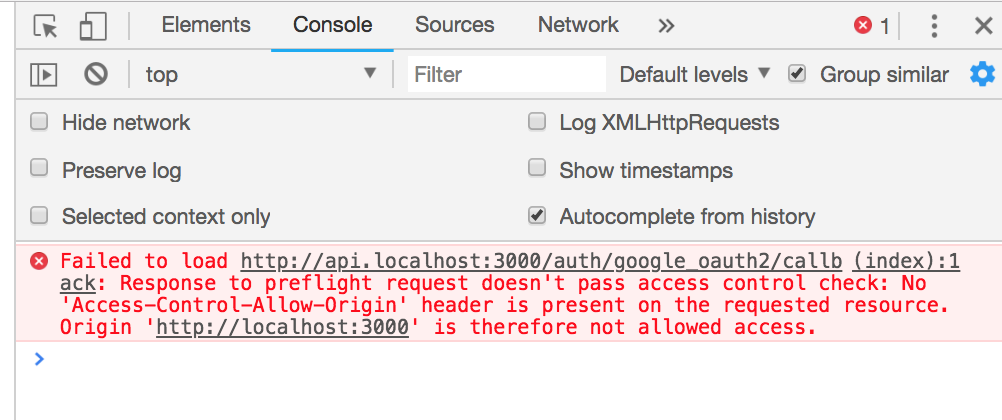 Elements Console Sources Network » 1
top Filter Default levels Group similar
Hide network Log XMLHttpRequests
Preserve log Show timestamps
Selected context only Autocomplete from history
Failed to load http://api.localhost:3000/auth/google_oauth2/callb (index):1
ack: Response to preflight request doesn't pass access control check: No
'Access-Control-Allow-Origin' header is present on the requested resource.
Origin 'http://localhost:3000' is therefore not allowed access.
>